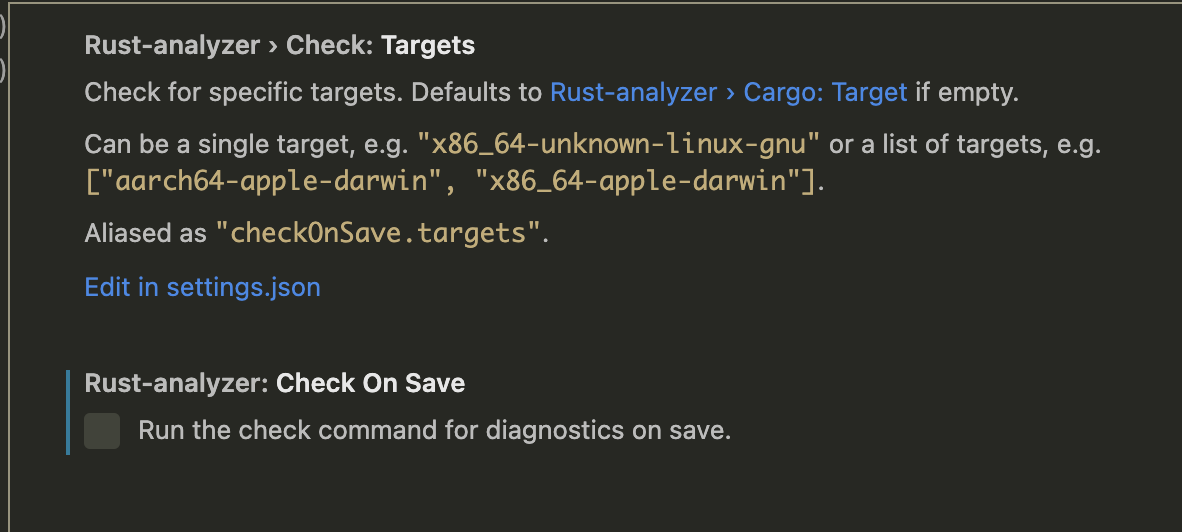 )
)
Rust-analyzer › Check: Targets
Check for specific targets. Defaults to Rust-analyzer › Cargo: Target if empty.
Can be a single target, e.g. "x86_64-unknown-linux-gnu" or a list of targets, e.g.
["aarch64-apple-darwin", "x86_64-apple-darwin"].
Aliased as "checkOnSave.targets".
Edit in settings.json
Rust-analyzer: Check On Save
Run the check command for diagnostics on save.